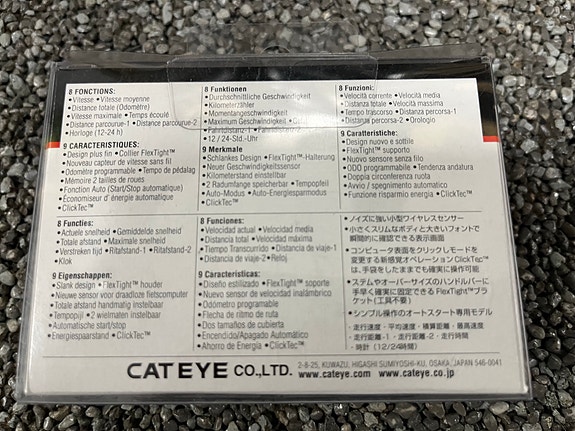 8 FONCTIONS:
• Vitesse • Vitesse moyenne
• Distance totale (Odomètre)
• Vitesse maximale • Temps écoulé
• Distance parcourue-1 • Distance parcourue-2
• Horloge (12-24 h)
9 CARACTERISTIQUES:
• Design plus fin • Collier FlexTight™
• Nouveau capteur de vitesse sans fil
• Odomètre programable • Tempo de pédalag
• Mémoire 2 tailles de roues
• Fonction Auto (Start/Stop automatique)
• Economiseur d' énergie automatique
• ClickTec™
8 Funktionen
• Durchschnittliche Geschwindigkeit
• Kilometerzähler
• Momentangeschwindigkeit
• Maximum Geschwindigkeit
• Fahrtdistanz-1
• 12 / 24-Std.-Uhr
9 Merkmale
• Schlankes Design • FlexTight™-Halterung
• Neuer Geschwindigkeitssensor
• Kilometerstand einstellbar
• 2 Radumfange speicherbar • Tempopfeil
• Auto-Modus • Auto-Energiesparmodus
• ClickTec™
8 Funzioni:
• Velocità corrente • Velocità media
• Distanza totale • Velocità massima
• Tempo trascorso • Distanza percorsa-1
• Distanza percorsa-2 • Orologio
9 Caratteristiche:
• Design nuovo e sottile
• FlexTight™ supporto
• Nuovo sensore senza filo
• ODO programmabile • Tendenza andatura
• Doppia circonferenza ruota
• Avvio / spegnimento automatico
• Funzione risparmio energia • ClickTec™
8 Functies:
• Actuele snelheid • Gemiddelde snelheid
• Totale afstand • Maximale snelheid
• Verstreken tijd • Ritafstand-1 • Ritafstand-2
• Klok
9 Eigenschappen:
• Slank design • FlexTight™ houder
• Nieuwe sensor voor draadloze fietscomputer
• Totale afstand handmatig instelbaar
• Tempopijl • 2 wielmaten instelbaar
• Automatische start/stop
• Energiespaarstand • ClickTec™
8 Funciones:
• Velocidad actual • Velocidad media
• Distancia total • Velocidad máxima
• Tiempo Transcurrido • Distancia de viaje-1
• Distancia de viaje-2 • Reloj
9 Caracteristicas:
• Diseño estilizado • FlexTight™ soporte
• Nuevo sensor de velocidad inalámbrico
• Odómetro programable
• Flecha de ritmo de ruta
• Dos tamaños de cubierta
• Encendido/Apagado Automático
• Ahorro de Energia • ClickTec™
• ノイズに強い小型ワイヤレスセンサー
• 小さくスリムなボディと大きいフォントで
瞬間的に確認できる表示画面
• コンピュータ表面をクリックしモードを
変更する新感覚オペレーション ClickTec™
は、手袋をしたままでも確実に操作可能
• ステムやオーバーサイズのハンドルバーに
手早く確実に固定できる FlexTight™ブラ
ケット(工具不要)
• シンプル操作のオートスタート専用モデル
・走行速度 ・平均速度 ・積算距離 ・最高速度
・走行距離-1 ・走行距離-2 ・走行時間
・時計 (12/24時間)
CATEYE CO.,LTD. 2-8-25, KUWAZU, HIGASHI SUMIYOSHI-KU, OSAKA, JAPAN 546-0041
www.cateye.com www.cateye.co.jp